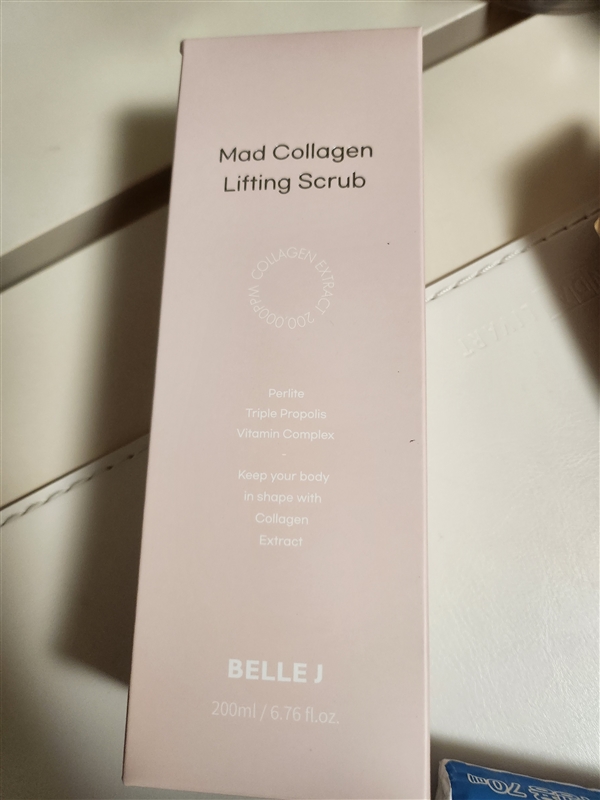 Mad Collagen
Lifting Scrub
COLLAGEN EXTRACT 200,000PPM
Perlite
Triple Propolis
Vitamin Complex
-
Keep your body
in shape with
Collagen
Extract
BELLE J
200ml / 6.76 fl.oz.
70